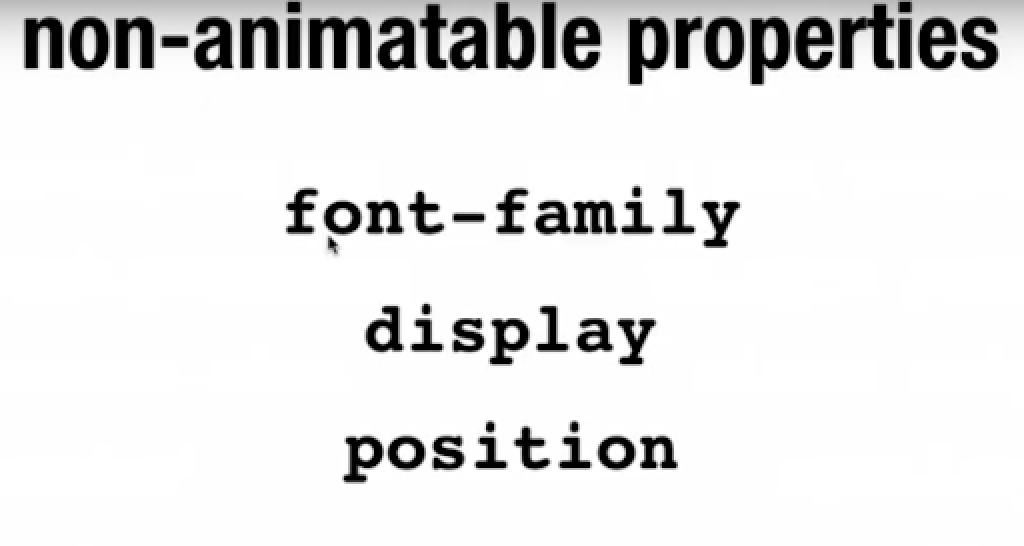 non-animatable properties
font-family
display
position